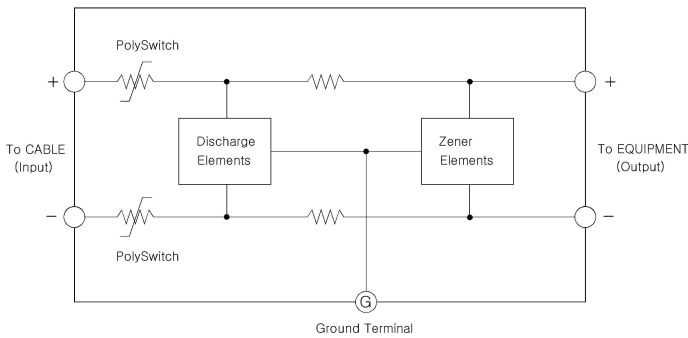 PolySwitch
+
+
To CABLE
(Input)
Discharge
Elements
Zener
Elements
To EQUIPMENT
(Output)
−
−
PolySwitch
G
Ground Terminal